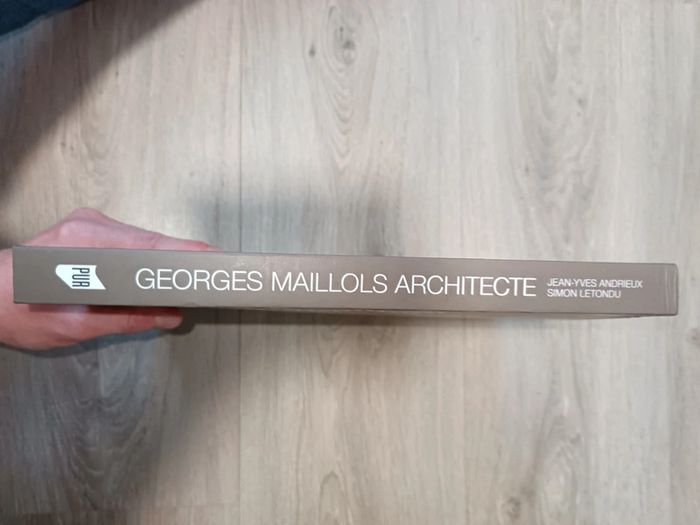 PUR
GEORGES MAILLOLS ARCHITECTE
JEAN-YVES ANDRIEUX
SIMON LETONDU